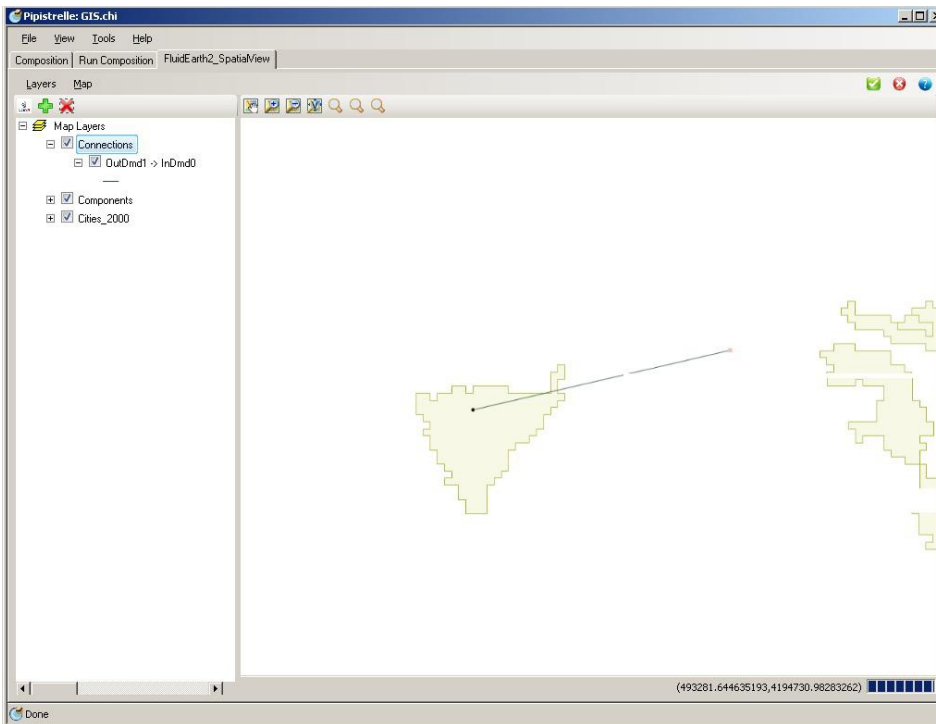 Pipistrelle: GIS.chi
File View Tools Help
Composition Run Composition FluidEarth2_SpatialView
Layers Map
Map Layers
Connections
OutDmd1 -> InDmd0
Components
Cities_2000
(493281.644635193,4194730.98283262)
Done